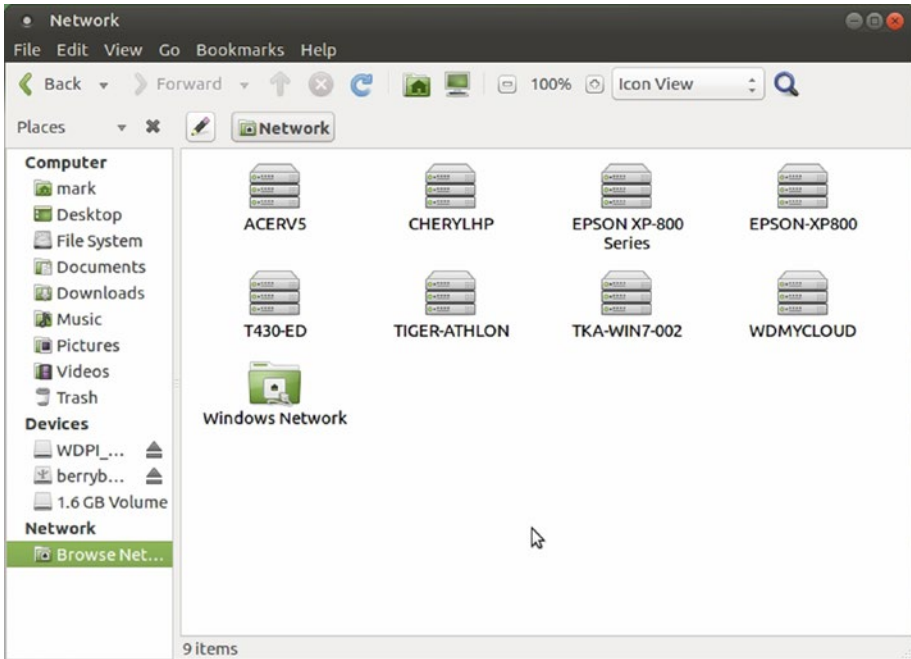 Network
File Edit View Go Bookmarks Help
Back Forward 100% Icon View
Places Network
Computer
mark
Desktop
File System
Documents
Downloads
Music
Pictures
Videos
Trash
Devices
WDPI_...
berryb...
1.6 GB Volume
Network
Browse Net...
ACERV5 CHERYLHP EPSON XP-800 EPSON-XP800
Series
T430-ED TIGER-ATHLON TKA-WIN7-002 WDMYCLOUD
Windows Network
9 items